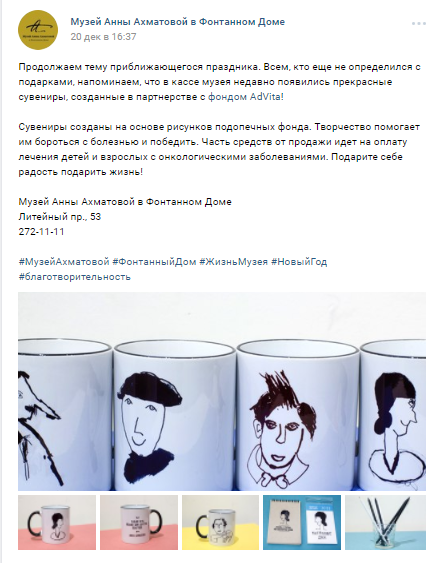 Музей Анны Ахматовой в Фонтанном Доме
20 дек в 16:37
Продолжаем тему приближающегося праздника. Всем, кто еще не определился с
подарками, напоминаем, что в кассе музея недавно появились прекрасные
сувениры, созданные в партнерстве с фондом AdVita!
Сувениры созданы на основе рисунков подопечных фонда. Творчество помогает
им бороться с болезнью и победить. Часть средств от продажи идет на оплату
лечения детей и взрослых с онкологическими заболеваниями. Подарите себе
радость подарить жизнь!
Музей Анны Ахматовой в Фонтанном Доме
Литейный пр., 53
272-11-11
#МузейАхматовой #ФонтанныйДом #ЖизньМузея #НовыйГод
#благотворительность